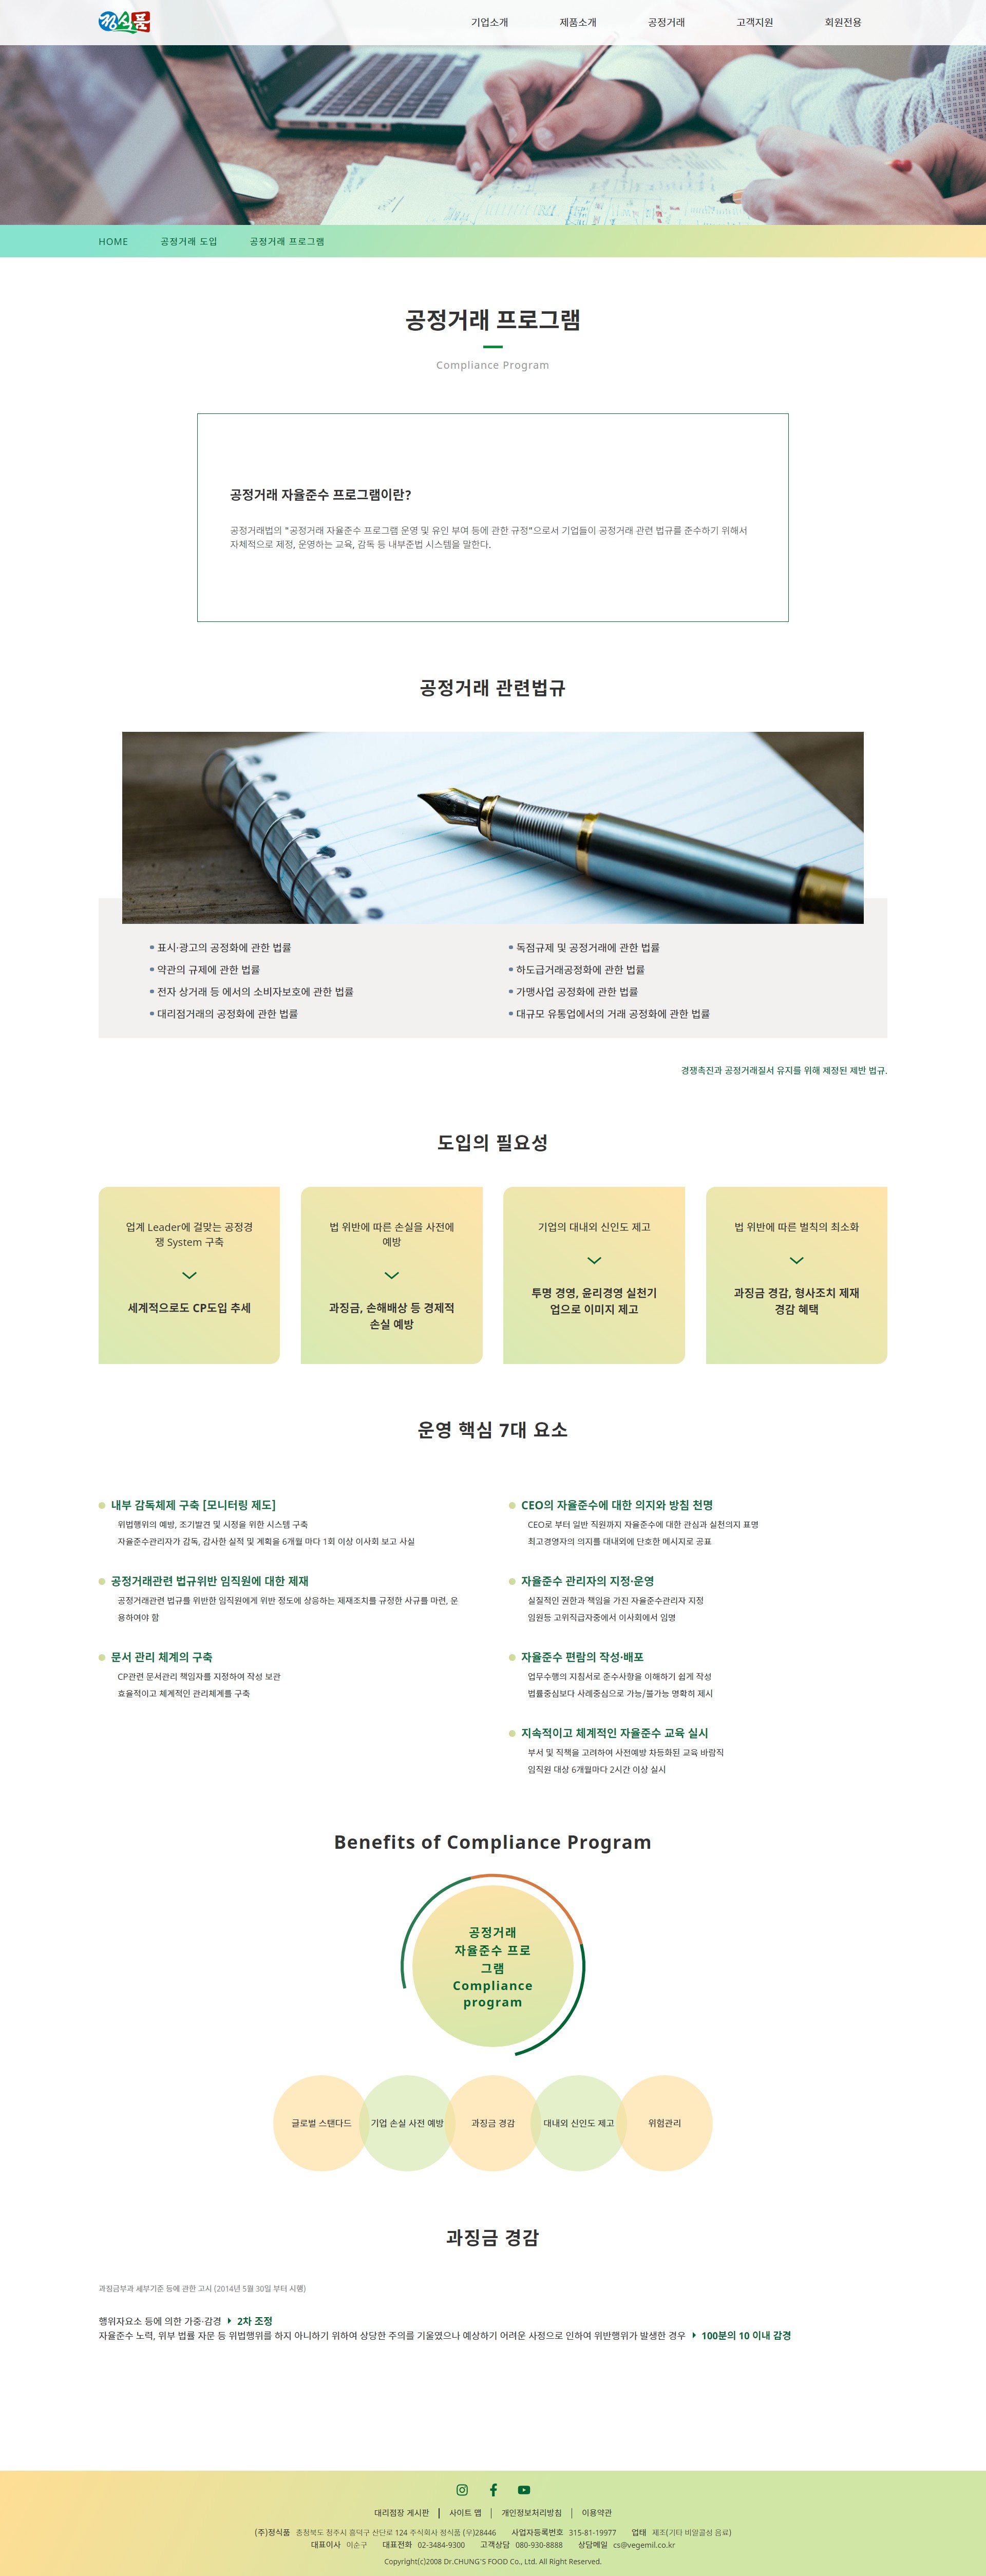 정식품
기업소개 제품소개 공정거래 고객지원 회원전용
HOME 공정거래 도입 공정거래 프로그램
공정거래 프로그램
Compliance Program
공정거래 자율준수 프로그램이란?
공정거래법의 "공정거래 자율준수 프로그램 운영 및 유인 부여 등에 관한 규정"으로서 기업들이 공정거래 관련 법규를 준수하기 위해서
자체적으로 제정, 운영하는 교육, 감독 등 내부준법 시스템을 말한다.
공정거래 관련법규
표시·광고의 공정화에 관한 법률
약관의 규제에 관한 법률
전자 상거래 등 에서의 소비자보호에 관한 법률
대리점거래의 공정화에 관한 법률
독점규제 및 공정거래에 관한 법률
하도급거래공정화에 관한 법률
가맹사업 공정화에 관한 법률
대규모 유통업에서의 거래 공정화에 관한 법률
경쟁촉진과 공정거래질서 유지를 위해 제정된 제반 법규.
도입의 필요성
업계 Leader에 걸맞는 공정경
쟁 System 구축
세계적으로도 CP도입 추세
법 위반에 따른 손실을 사전에
예방
과징금, 손해배상 등 경제적
손실 예방
기업의 대내외 신인도 제고
투명 경영, 윤리경영 실천기
업으로 이미지 제고
법 위반에 따른 벌칙의 최소화
과징금 경감, 형사조치 제재
경감 혜택
운영 핵심 7대 요소
내부 감독체제 구축 [모니터링 제도]
위법행위의 예방, 조기발견 및 시정을 위한 시스템 구축
자율준수관리자가 감독, 감사한 실적 및 계획을 6개월 마다 1회 이상 이사회 보고 사실
공정거래관련 법규위반 임직원에 대한 제재
공정거래관련 법규를 위반한 임직원에게 위반 정도에 상응하는 제재조치를 규정한 사규를 마련, 운
용하여야 함
문서 관리 체계의 구축
CP관련 문서관리 책임자를 지정하여 작성 보관
효율적이고 체계적인 관리체계를 구축
CEO의 자율준수에 대한 의지와 방침 천명
CEO로 부터 일반 직원까지 자율준수에 대한 관심과 실천의지 표명
최고경영자의 의지를 대내외에 단호한 메시지로 공표
자율준수 관리자의 지정·운영
실질적인 권한과 책임을 가진 자율준수관리자 지정
임원등 고위직급자중에서 이사회에서 임명
자율준수 편람의 작성·배포
업무수행의 지침서로 준수사항을 이해하기 쉽게 작성
법률중심보다 사례중심으로 가능/불가능 명확히 제시
지속적이고 체계적인 자율준수 교육 실시
부서 및 직책을 고려하여 사전예방 차등화된 교육 바람직
임직원 대상 6개월마다 2시간 이상 실시
Benefits of Compliance Program
공정거래
자율준수 프로
그램
Compliance
program
글로벌 스탠다드 기업 손실 사전 예방 과징금 경감 대내외 신인도 제고 위험관리
과징금 경감
과징금부과 세부기준 등에 관한 고시 (2014년 5월 30일 부터 시행)
행위자요소 등에 의한 가중·감경 2차 조정
자율준수 노력, 위부 법률 자문 등 위법행위를 하지 아니하기 위하여 상당한 주의를 기울였으나 예상하기 어려운 사정으로 인하여 위반행위가 발생한 경우 100분의 10 이내 감경
대리점장 게시판 | 사이트 맵 | 개인정보처리방침 | 이용약관
(주)정식품 충청북도 청주시 흥덕구 산단로 124 주식회사 정식품 (우)28446 사업자등록번호 315-81-19977 업태 제조(기타 비알콜성 음료)
대표이사 이순구 대표전화 02-3484-9300 고객상담 080-930-8888 상담메일 cs@vegemil.co.kr
Copyright(c)2008 Dr.CHUNG'S FOOD Co., Ltd. All Right Reserved.